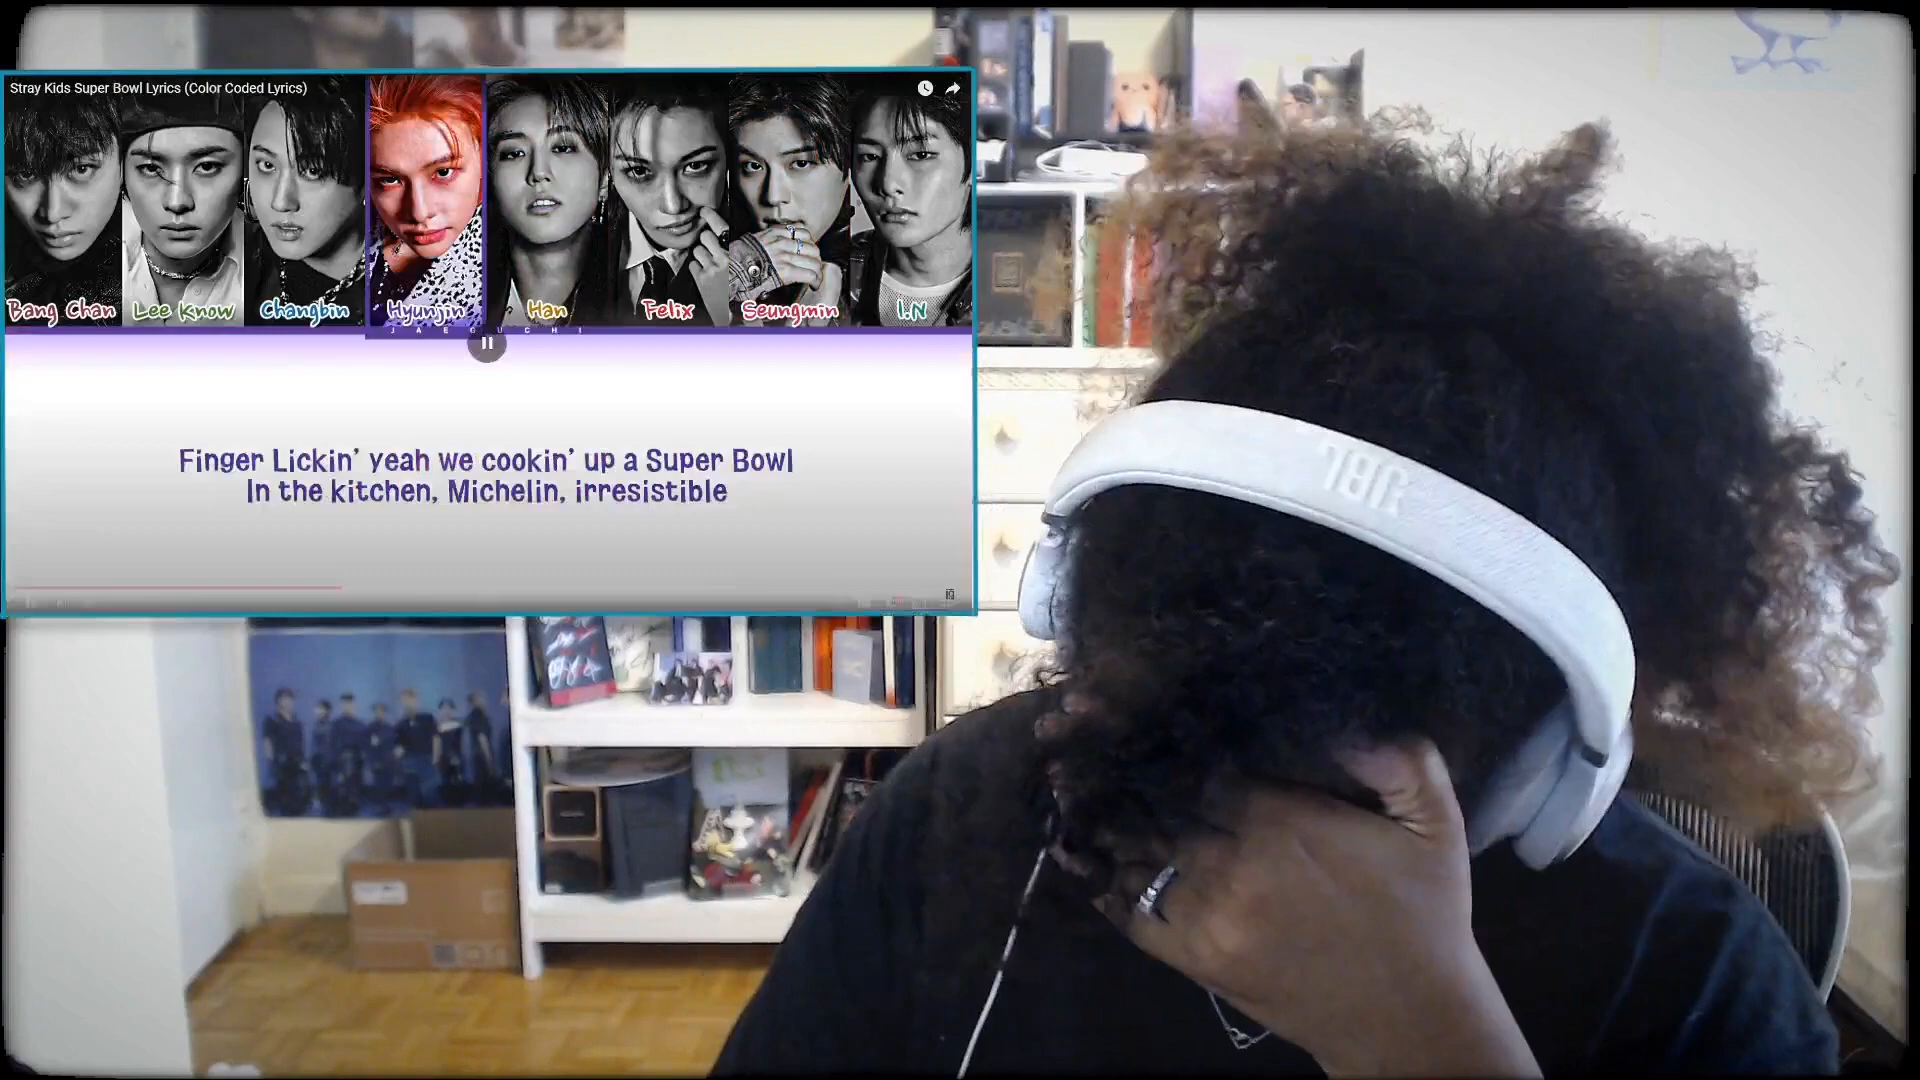 Stray Kids Super Bowl Lyrics (Color Coded Lyrics)
Bang Chan
Lee Know
Changbin
Hyunjin
Han
Felix
Seungmin
I.N
JAEGUCHI
Finger Lickin' yeah we cookin' up a Super Bowl
In the kitchen, Michelin, irresistible
JBL